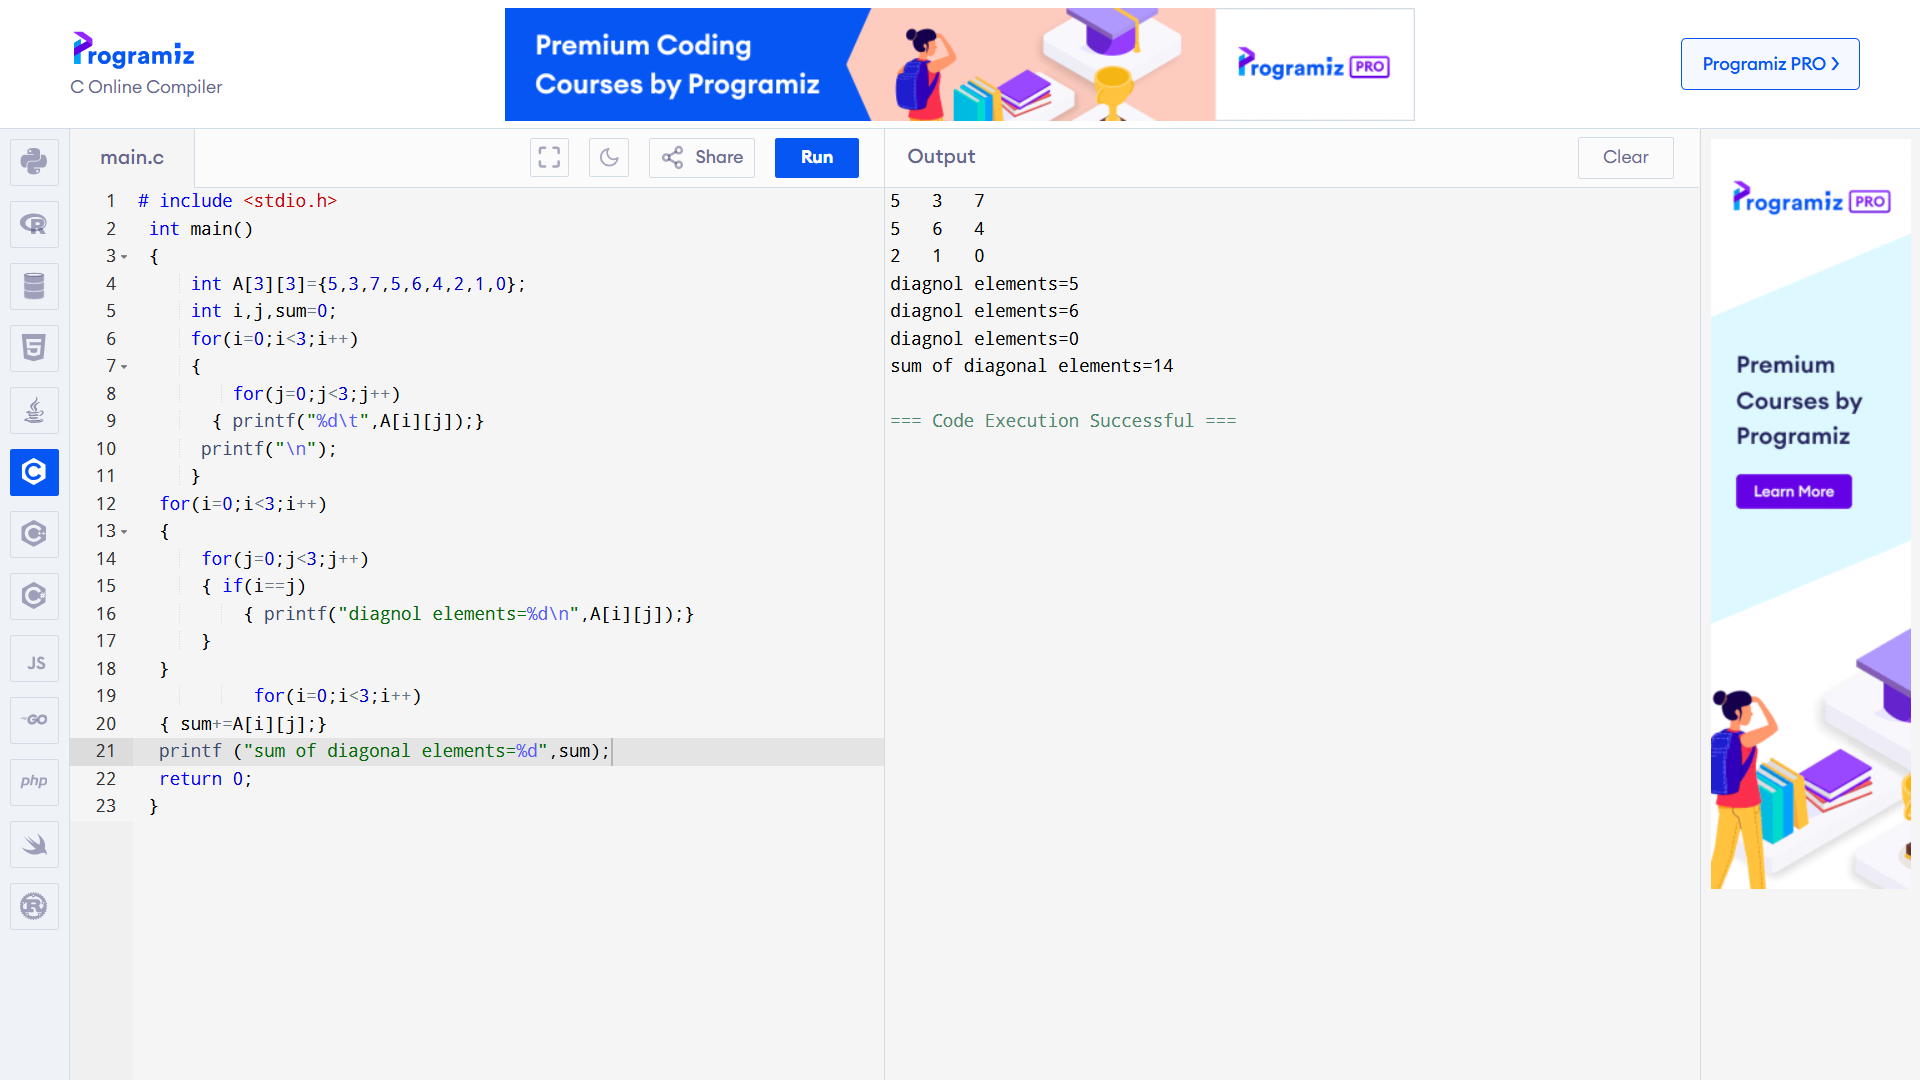 Programiz
C Online Compiler
Premium Coding
Courses by Programiz
Programiz PRO
Programiz PRO
main.c
Share
Run
Output
Clear
1 # include <stdio.h>
2 int main()
3 {
4 int A[3][3]={5,3,7,5,6,4,2,1,0};
5 int i,j,sum=0;
6 for(i=0;i<3;i++)
7 {
8 for(j=0;j<3;j++)
9 { printf("%d\t",A[i][j]);}
10 printf("\n");
11 }
12 for(i=0;i<3;i++)
13 {
14 for(j=0;j<3;j++)
15 { if(i==j)
16 { printf("diagnol elements=%d\n",A[i][j]);}
17 }
18 }
19 for(i=0;i<3;i++)
20 { sum+=A[i][j];}
21 printf ("sum of diagonal elements=%d",sum);
22 return 0;
23 }
5 3 7
5 6 4
2 1 0
diagnol elements=5
diagnol elements=6
diagnol elements=0
sum of diagonal elements=14
=== Code Execution Successful ===
Programiz PRO
Premium
Courses by
Programiz
Learn More
R
5
C
C
C
JS
GO
php
R